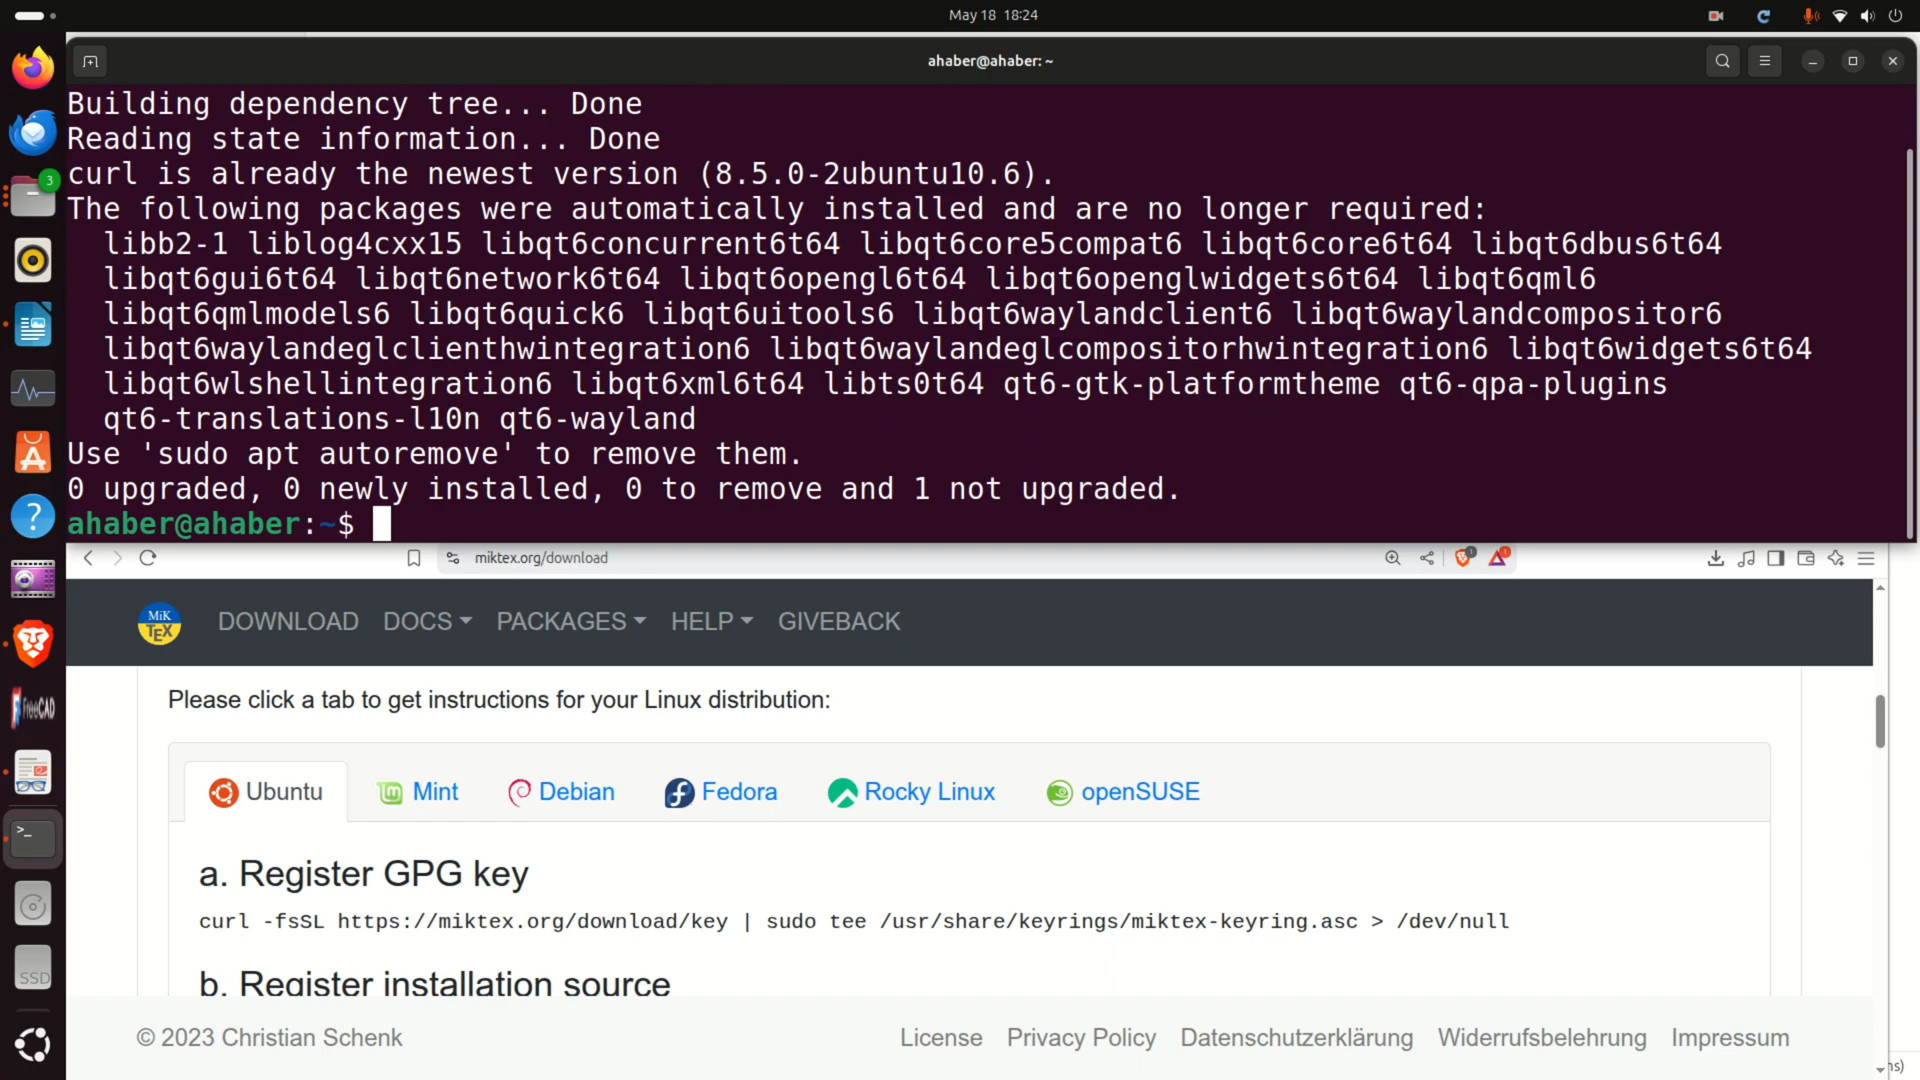 May 18 18:24
ahaber@ahaber: ~
Building dependency tree... Done
Reading state information... Done
curl is already the newest version (8.5.0-2ubuntu10.6).
The following packages were automatically installed and are no longer required:
libb2-1 liblog4cxx15 libqt6concurrent6t64 libqt6core5compat6 libqt6core6t64 libqt6dbus6t64
libqt6gui6t64 libqt6network6t64 libqt6opengl6t64 libqt6openglwidgets6t64 libqt6qml6
libqt6qmlmodels6 libqt6quick6 libqt6uitools6 libqt6waylandclient6 libqt6waylandcompositor6
libqt6waylandeglclienthwintegration6 libqt6waylandeglcompositorhwintegration6 libqt6widgets6t64
libqt6wlshellintegration6 libqt6xml6t64 libts0t64 qt6-gtk-platformtheme qt6-qpa-plugins
qt6-translations-l10n qt6-wayland
Use 'sudo apt autoremove' to remove them.
0 upgraded, 0 newly installed, 0 to remove and 1 not upgraded.
ahaber@ahaber:~$
3
FreeCAD
SSD
miktex.org/download
1
1
MiK
TEX
DOWNLOAD DOCS PACKAGES HELP GIVEBACK
Please click a tab to get instructions for your Linux distribution:
Ubuntu Mint Debian Fedora Rocky Linux openSUSE
a. Register GPG key
curl -fsSL https://miktex.org/download/key | sudo tee /usr/share/keyrings/miktex-keyring.asc > /dev/null
b. Register installation source
© 2023 Christian Schenk License Privacy Policy Datenschutzerklärung Widerrufsbelehrung Impressum